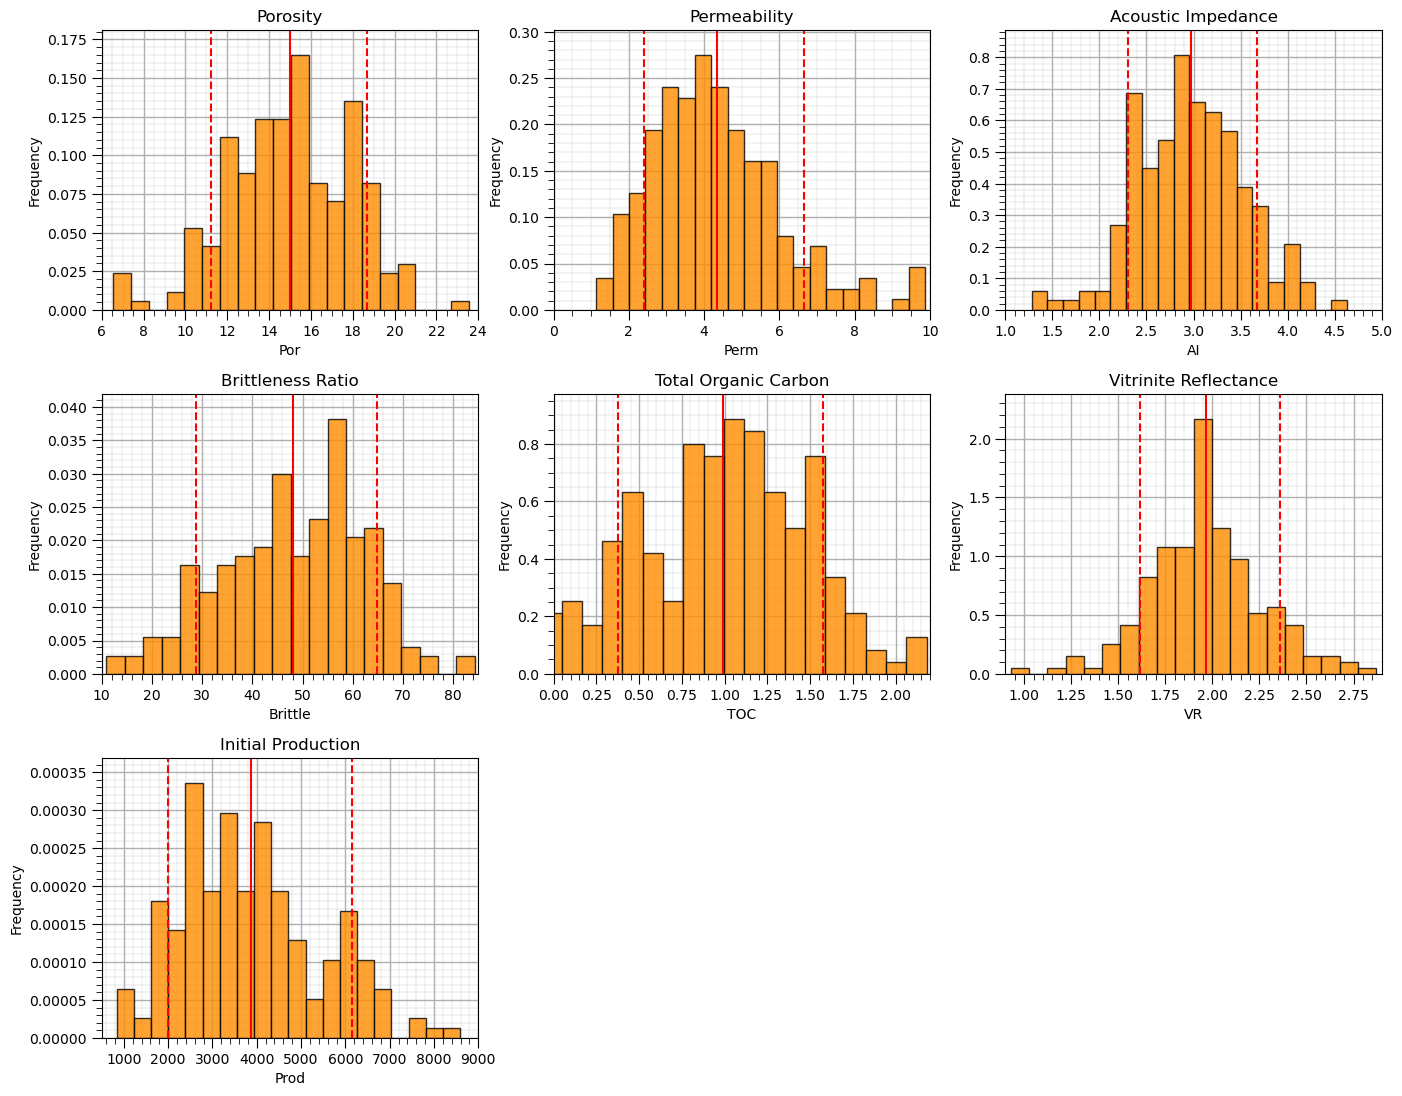 Porosity
0.175
0.150
0.125
0.100
0.075
0.050
0.025
0.000
Frequency
6 8 10 12 14 16 18 20 22 24
Por
Permeability
0.30
0.25
0.20
0.15
0.10
0.05
0.00
Frequency
0 2 4 6 8 10
Perm
Acoustic Impedance
0.8
0.7
0.6
0.5
0.4
0.3
0.2
0.1
0.0
Frequency
1.0 1.5 2.0 2.5 3.0 3.5 4.0 4.5 5.0
AI
Brittleness Ratio
0.040
0.035
0.030
0.025
0.020
0.015
0.010
0.005
0.000
Frequency
10 20 30 40 50 60 70 80
Brittle
Total Organic Carbon
0.8
0.6
0.4
0.2
0.0
Frequency
0.00 0.25 0.50 0.75 1.00 1.25 1.50 1.75 2.00
TOC
Vitrinite Reflectance
2.0
1.5
1.0
0.5
0.0
Frequency
1.00 1.25 1.50 1.75 2.00 2.25 2.50 2.75
VR
Initial Production
0.00035
0.00030
0.00025
0.00020
0.00015
0.00010
0.00005
0.00000
Frequency
1000 2000 3000 4000 5000 6000 7000 8000 9000
Prod